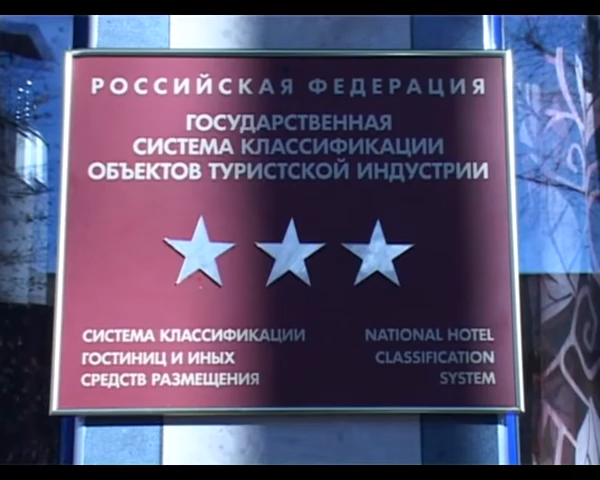 РОССИЙСКАЯ ФЕДЕРАЦИЯ
ГОСУДАРСТВЕННАЯ
СИСТЕМА КЛАССИФИКАЦИИ
ОБЪЕКТОВ ТУРИСТСКОЙ ИНДУСТРИИ
СИСТЕМА КЛАССИФИКАЦИИ
ГОСТИНИЦ И ИНЫХ
СРЕДСТВ РАЗМЕЩЕНИЯ
NATIONAL HOTEL
CLASSIFICATION
SYSTEM